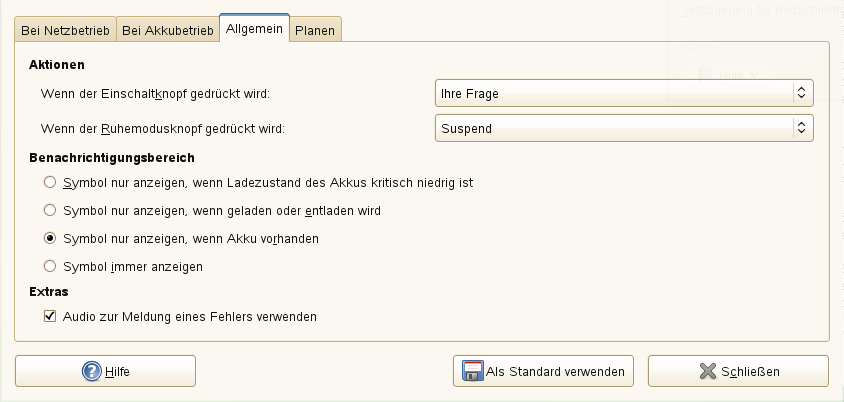 Bei Netzbetrieb Bei Akkubetrieb Allgemein Planen
Aktionen
Wenn der Einschaltknopf gedrückt wird: Ihre Frage
Wenn der Ruhemodusknopf gedrückt wird: Suspend
Benachrichtigungsbereich
Symbol nur anzeigen, wenn Ladezustand des Akkus kritisch niedrig ist
Symbol nur anzeigen, wenn geladen oder entladen wird
Symbol nur anzeigen, wenn Akku vorhanden
Symbol immer anzeigen
Extras
Audio zur Meldung eines Fehlers verwenden
Hilfe Als Standard verwenden Schließen